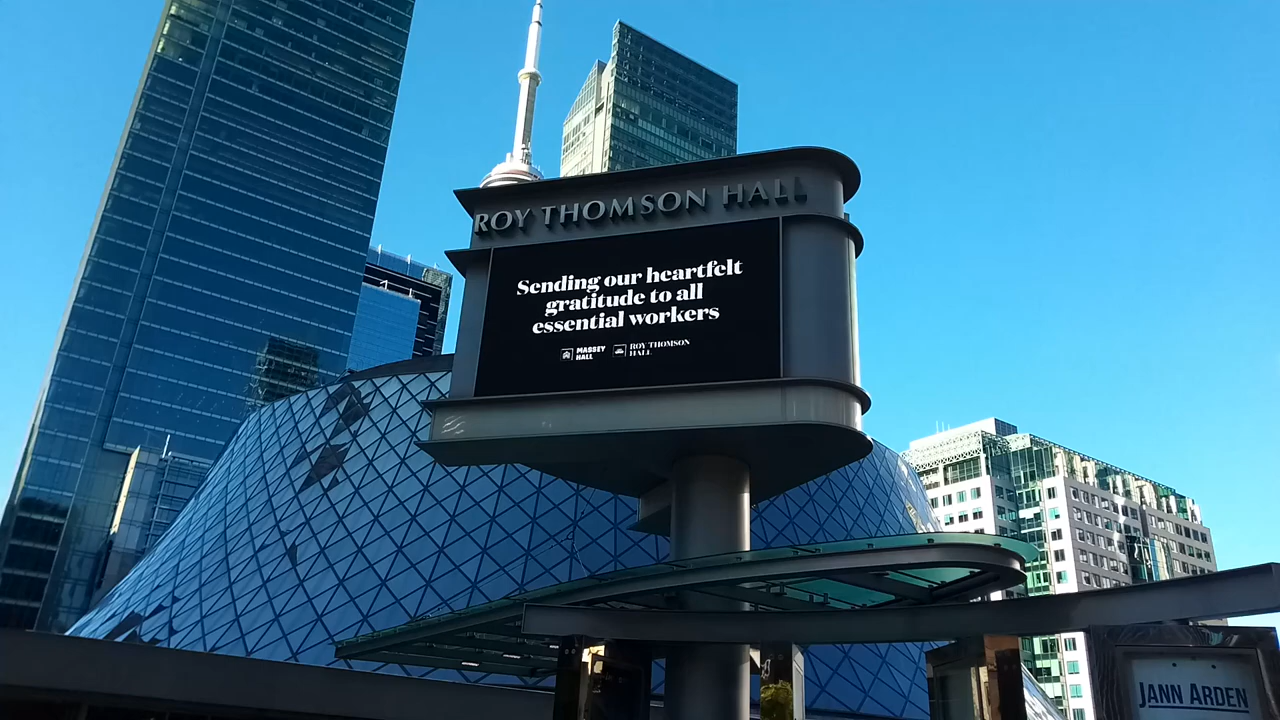 ROY THOMSON HALL
Sending our heartfelt
gratitude to all
essential workers
MASSEY
HALL
ROY THOMSON
HALL
JANN ARDEN